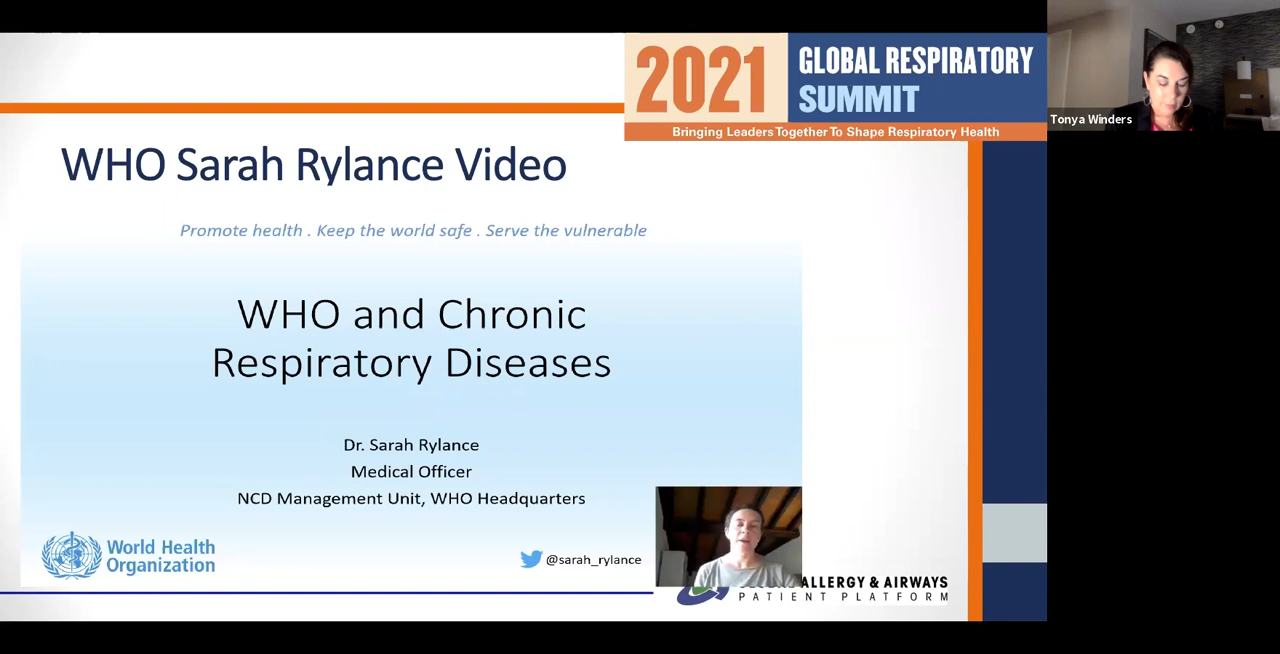 2021
GLOBAL RESPIRATORY
SUMMIT
Bringing Leaders Together To Shape Respiratory Health
Tonya Winders
WHO Sarah Rylance Video
Promote health . Keep the world safe . Serve the vulnerable
WHO and Chronic
Respiratory Diseases
Dr. Sarah Rylance
Medical Officer
NCD Management Unit, WHO Headquarters
World Health
Organization
@sarah_rylance
ALLERGY & AIRWAYS
PATIENT PLATFORM